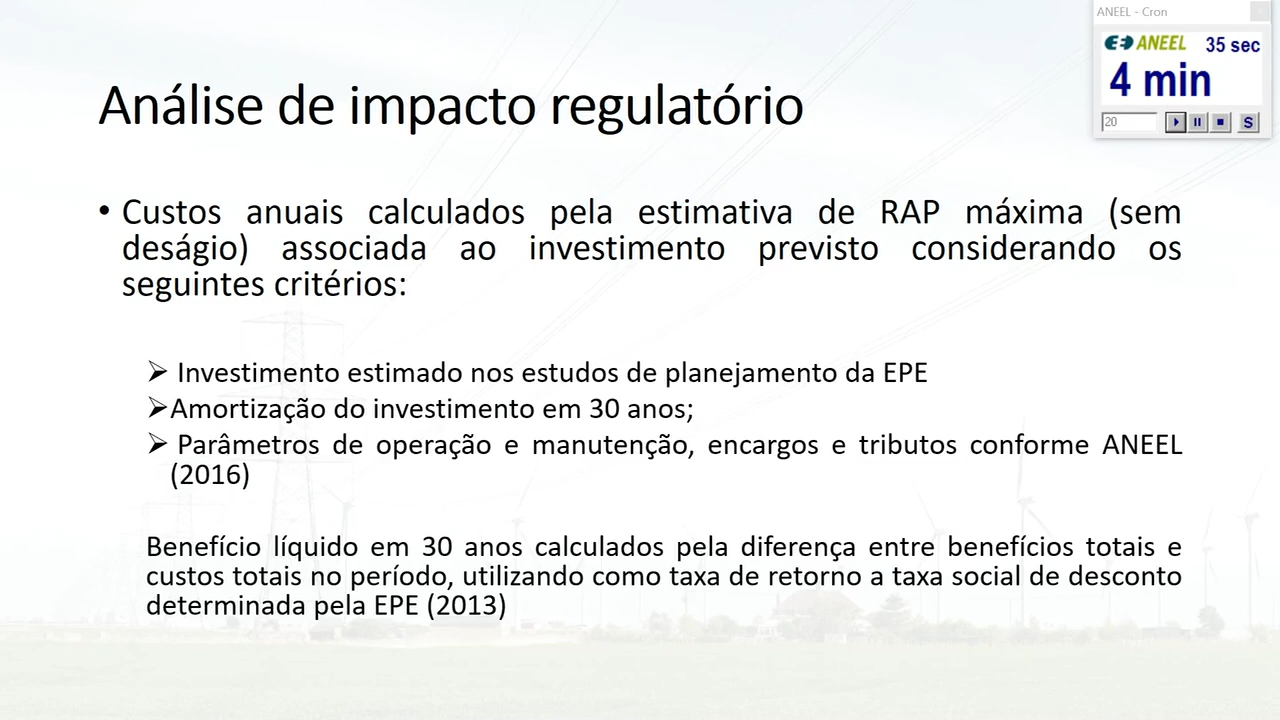 ANEEL - Cron
ANEEL 35 sec
4 min
20
S
Análise de impacto regulatório
• Custos anuais calculados pela estimativa de RAP máxima (sem
deságio) associada ao investimento previsto considerando os
seguintes critérios:
➢ Investimento estimado nos estudos de planejamento da EPE
➢Amortização do investimento em 30 anos;
➢ Parâmetros de operação e manutenção, encargos e tributos conforme ANEEL
(2016)
Benefício líquido em 30 anos calculados pela diferença entre benefícios totais e
custos totais no período, utilizando como taxa de retorno a taxa social de desconto
determinada pela EPE (2013)